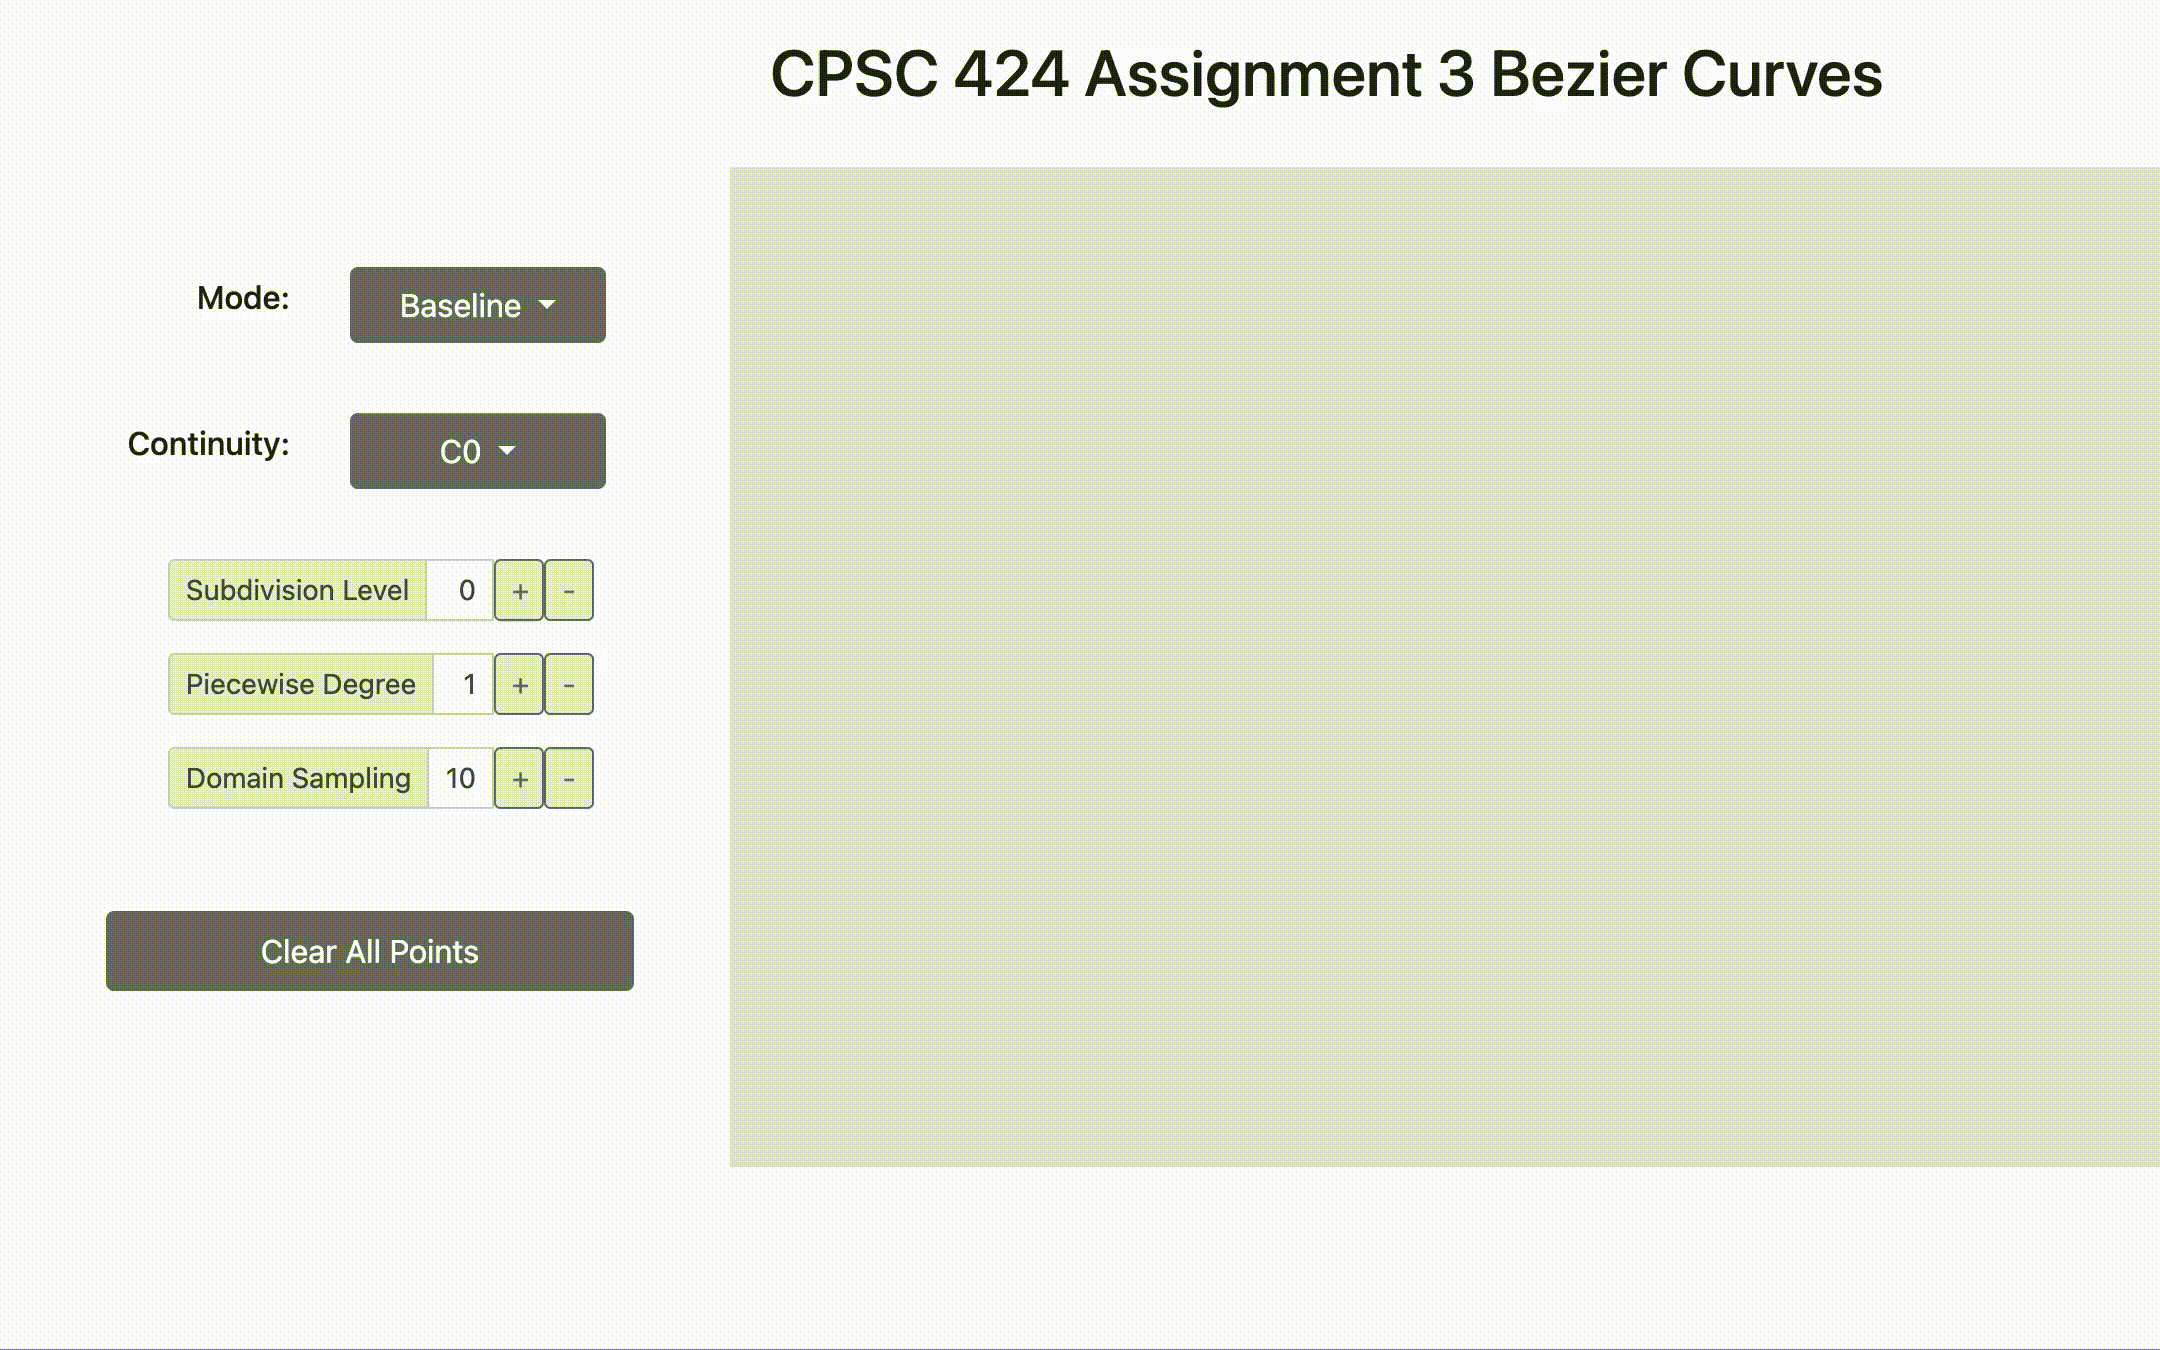 CPSC 424 Assignment 3 Bezier Curves
Mode: Baseline
Continuity: C0
Subdivision Level 0 + -
Piecewise Degree 1 + -
Domain Sampling 10 + -
Clear All Points